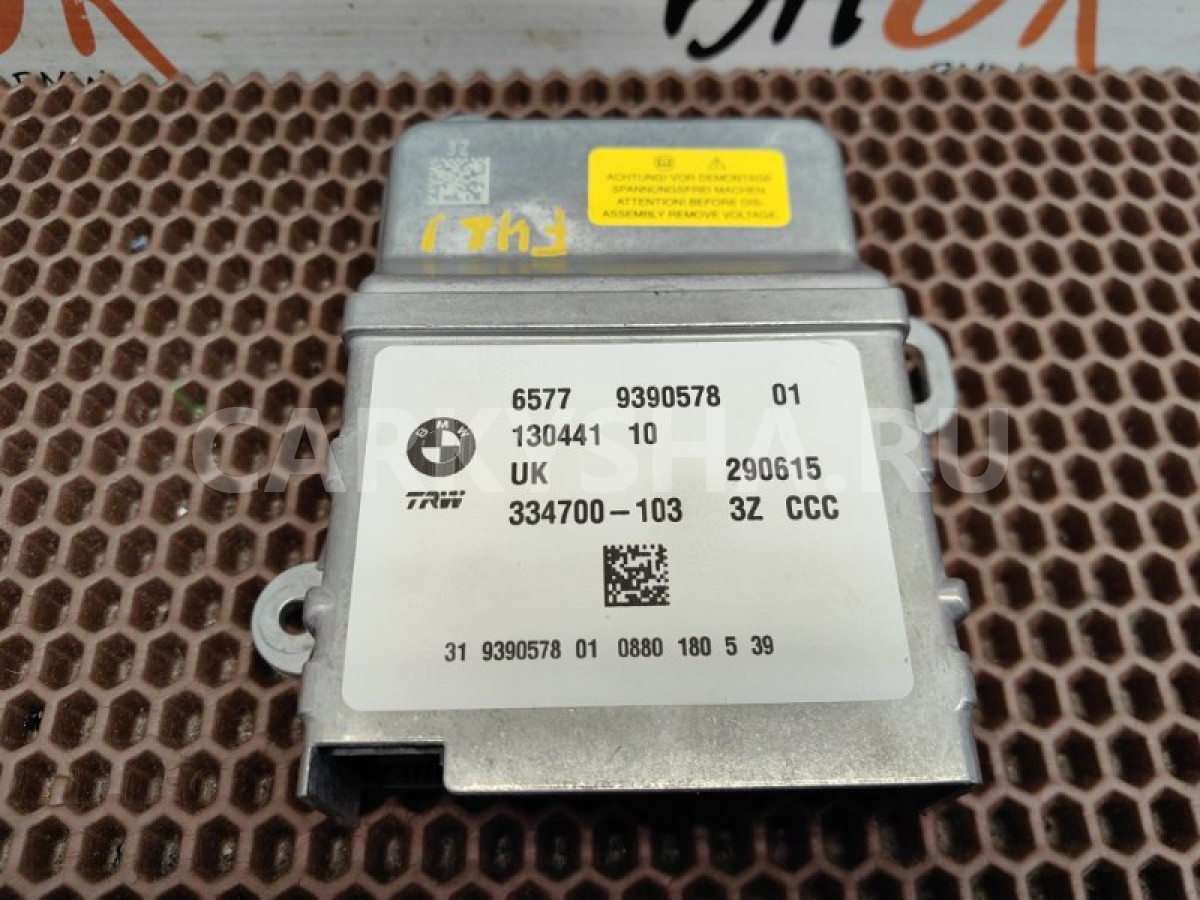 ACHTUNG! VOR DEMONTAGE
SPANNUNGSFREI MACHEN.
ATTENTION! BEFORE DIS-
ASSEMBLY REMOVE VOLTAGE.
6577 9390578 01
BMW
130441 10
UK 290615
TRW
334700-103 3Z CCC
31 9390578 01 0880 180 5 39
CARKYSHA.RU